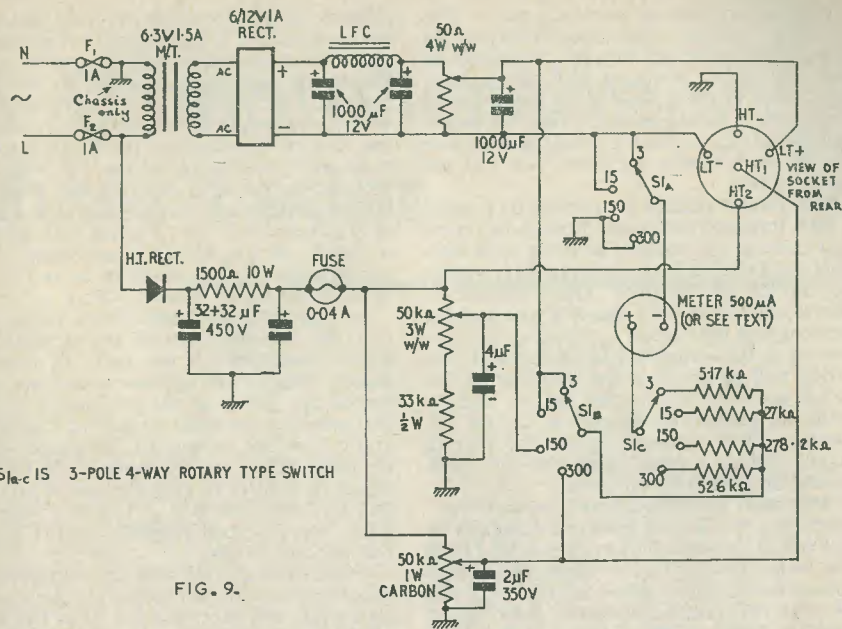 N
F₁
1A
Chassis only
~
F₂
L
1A
6·3V 1·5A
M/T.
6/12V 1A
RECT.
AC
AC
+
−
LFC
+
+
1000 μF
12V
50Ω
4W w/w
+
1000μF
12V
HT−
LT+
LT−
HT₁
HT₂
VIEW OF
SOCKET
FROM
REAR
3
15
150
300
S1A
H.T. RECT.
1500Ω 10W
+
32+32 μF
450V
+
FUSE
0·04A
50kΩ
3W
w/w
33kΩ
½W
4μF
+
−
METER 500μA
(OR SEE TEXT)
+
−
3
15
150
300
S1B
3
15
150
300
S1C
5·17kΩ
27kΩ
278·2kΩ
526kΩ
S1a-c IS 3-POLE 4-WAY ROTARY TYPE SWITCH
50kΩ
1W
CARBON
+
2μF
350V
FIG. 9.